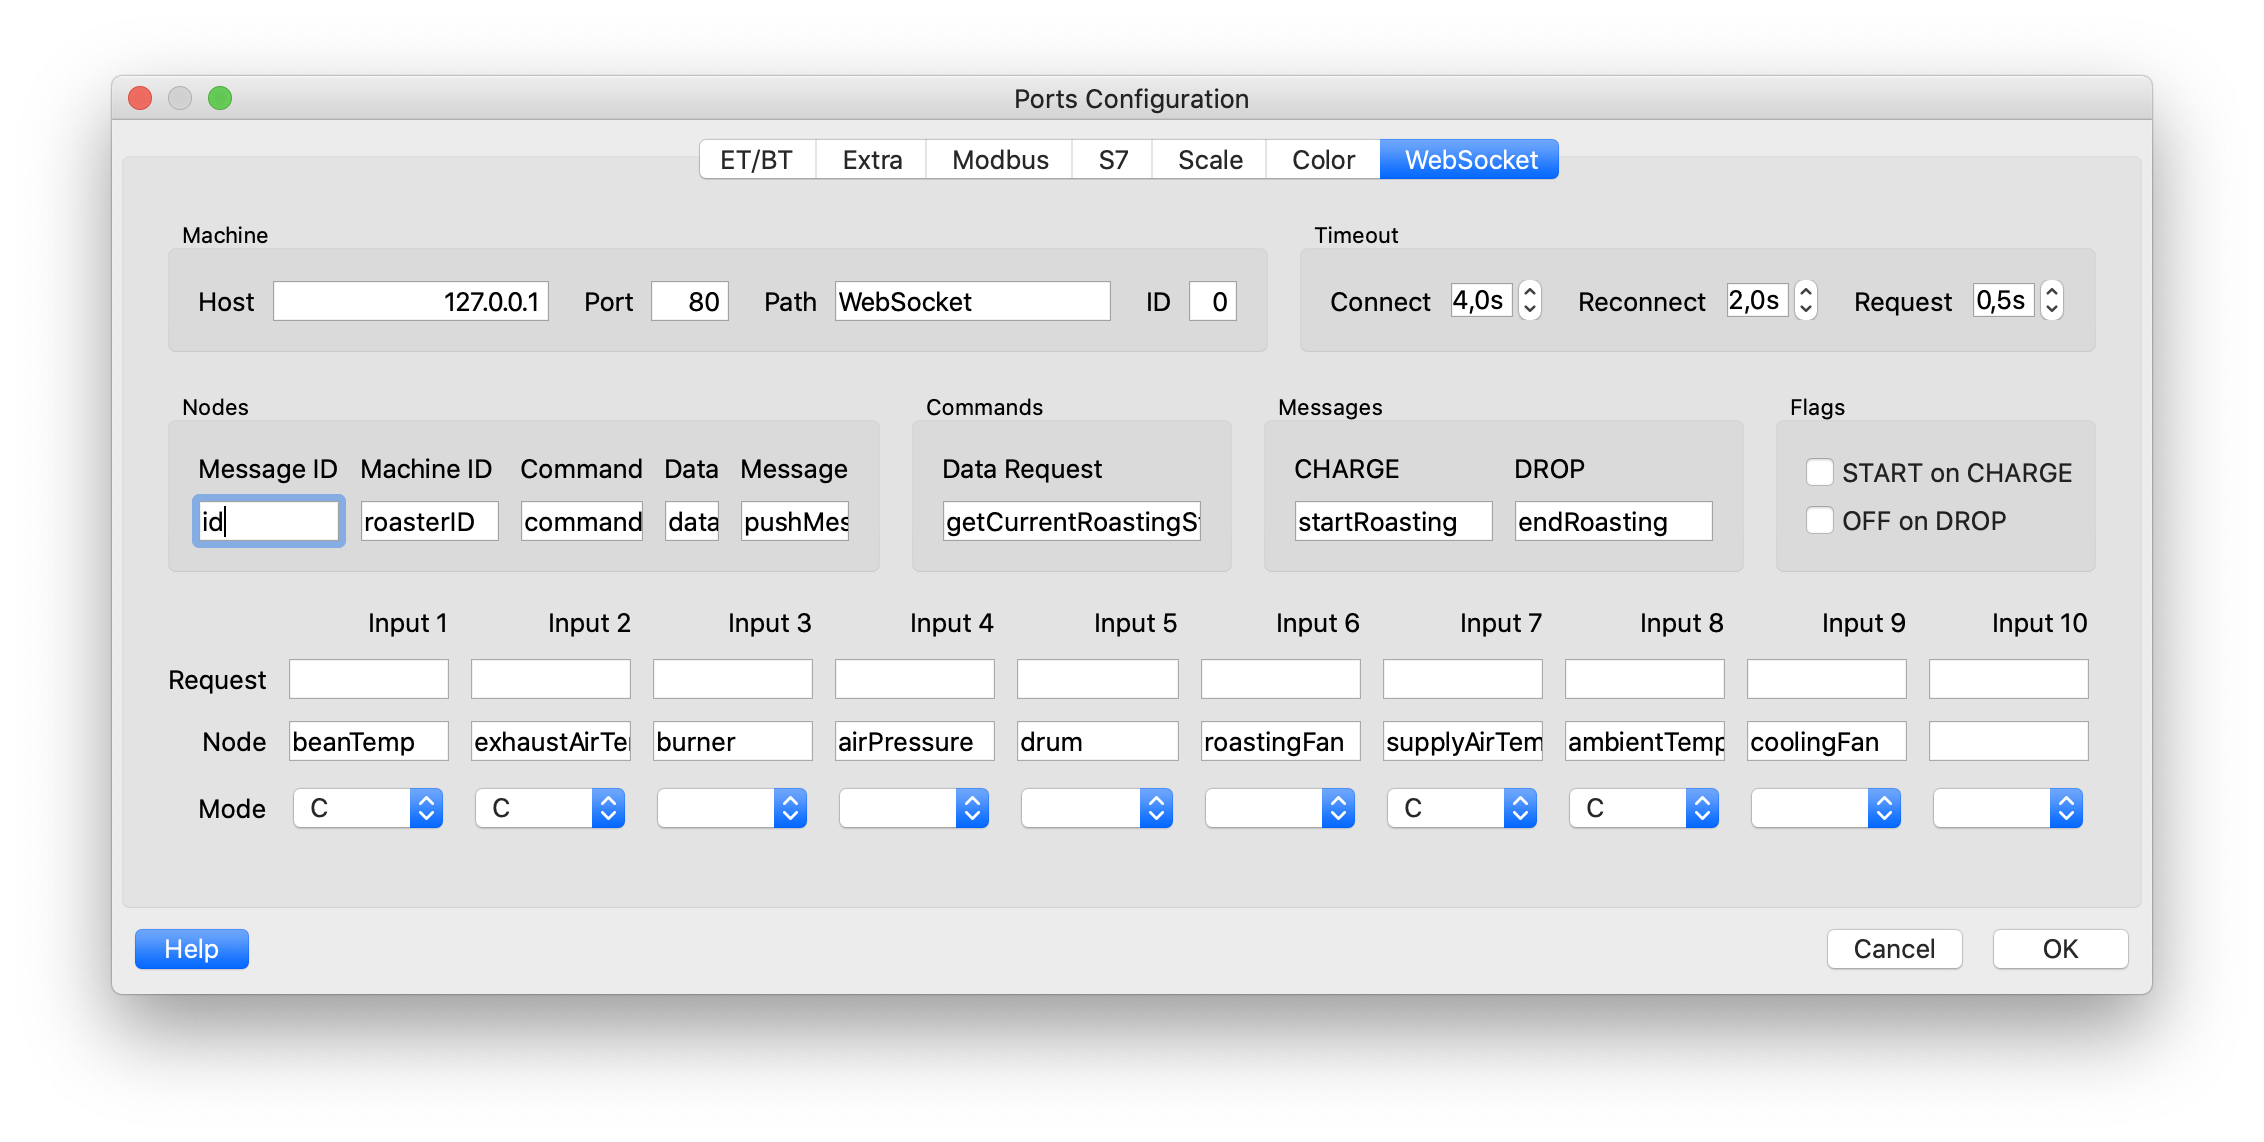 Ports Configuration
ET/BT Extra Modbus S7 Scale Color WebSocket
Machine
Host 127.0.0.1 Port 80 Path WebSocket ID 0
Timeout
Connect 4,0s Reconnect 2,0s Request 0,5s
Nodes
Message ID Machine ID Command Data Message
id roasterID command data pushMes
Commands
Data Request
getCurrentRoastingSt
Messages
CHARGE DROP
startRoasting endRoasting
Flags
START on CHARGE
OFF on DROP
Input 1 Input 2 Input 3 Input 4 Input 5 Input 6 Input 7 Input 8 Input 9 Input 10
Request
Node beanTemp exhaustAirTer burner airPressure drum roastingFan supplyAirTem ambientTemp coolingFan
Mode C C C C
Help Cancel OK